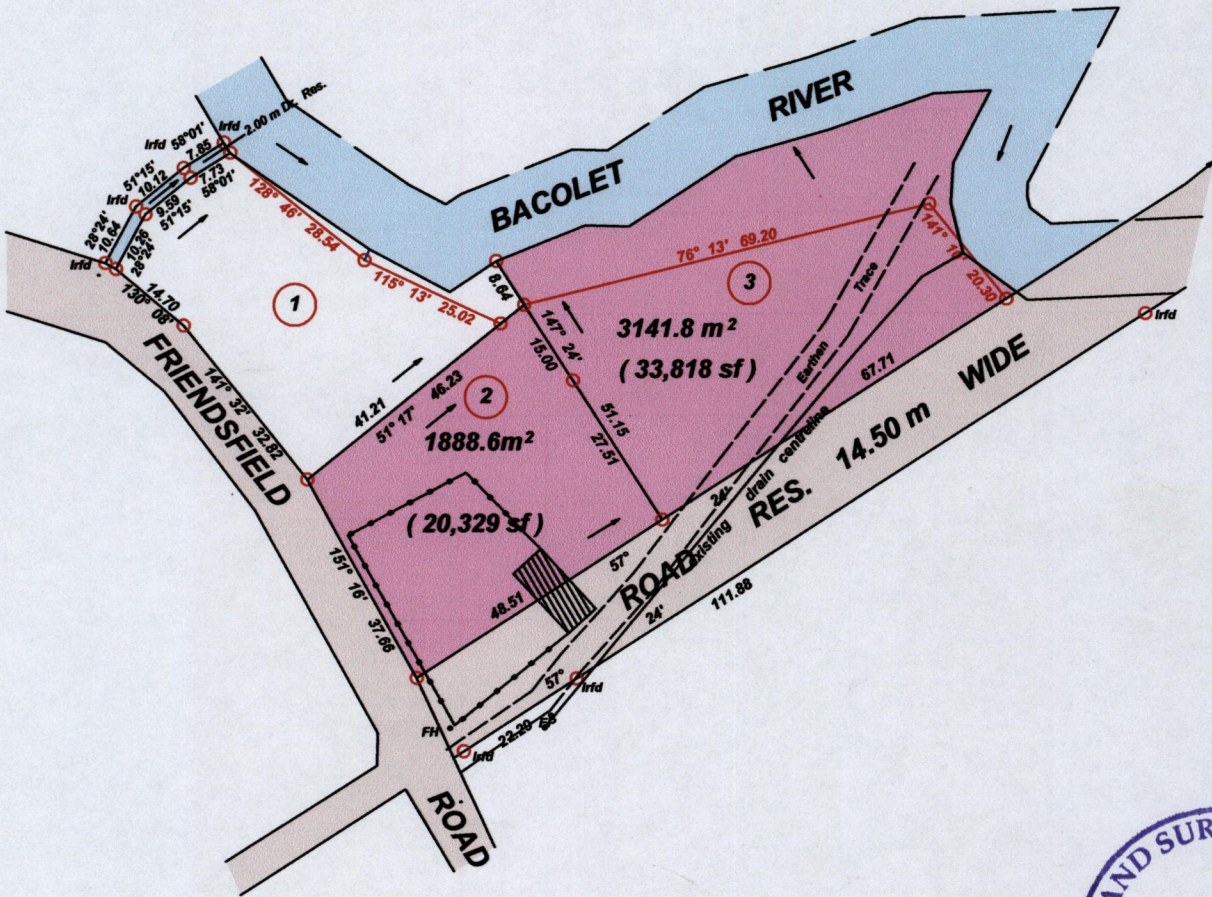 Irfd 58°01'
7.85
Irfd
2.00 m Dr. Res.
7.73
58°01'
51°15'
10.12
Irfd
9.59
51°15'
28°24'
10.64
10.26
28°24'
Irfd
128° 46' 28.54
115° 13' 25.02
BACOLET
RIVER
1
14.70
130° 08'
FRIENDSFIELD
141° 32' 32.82
41.21
51° 17' 46.23
8.64
147° 24'
15.00
51.15
27.51
76° 13' 69.20
20.30
3
3141.8 m²
( 33,818 sf )
Trace
Earthen
67.71
WIDE
Irfd
14.50 m
2
1888.6m²
( 20,329 sf )
drain centreline
24'
RES.
Existing
57°
ROAD
24'
111.88
151° 16' 37.66
48.51
57°
Irfd
FH
22.29
Irfd
ROAD
AND SUR